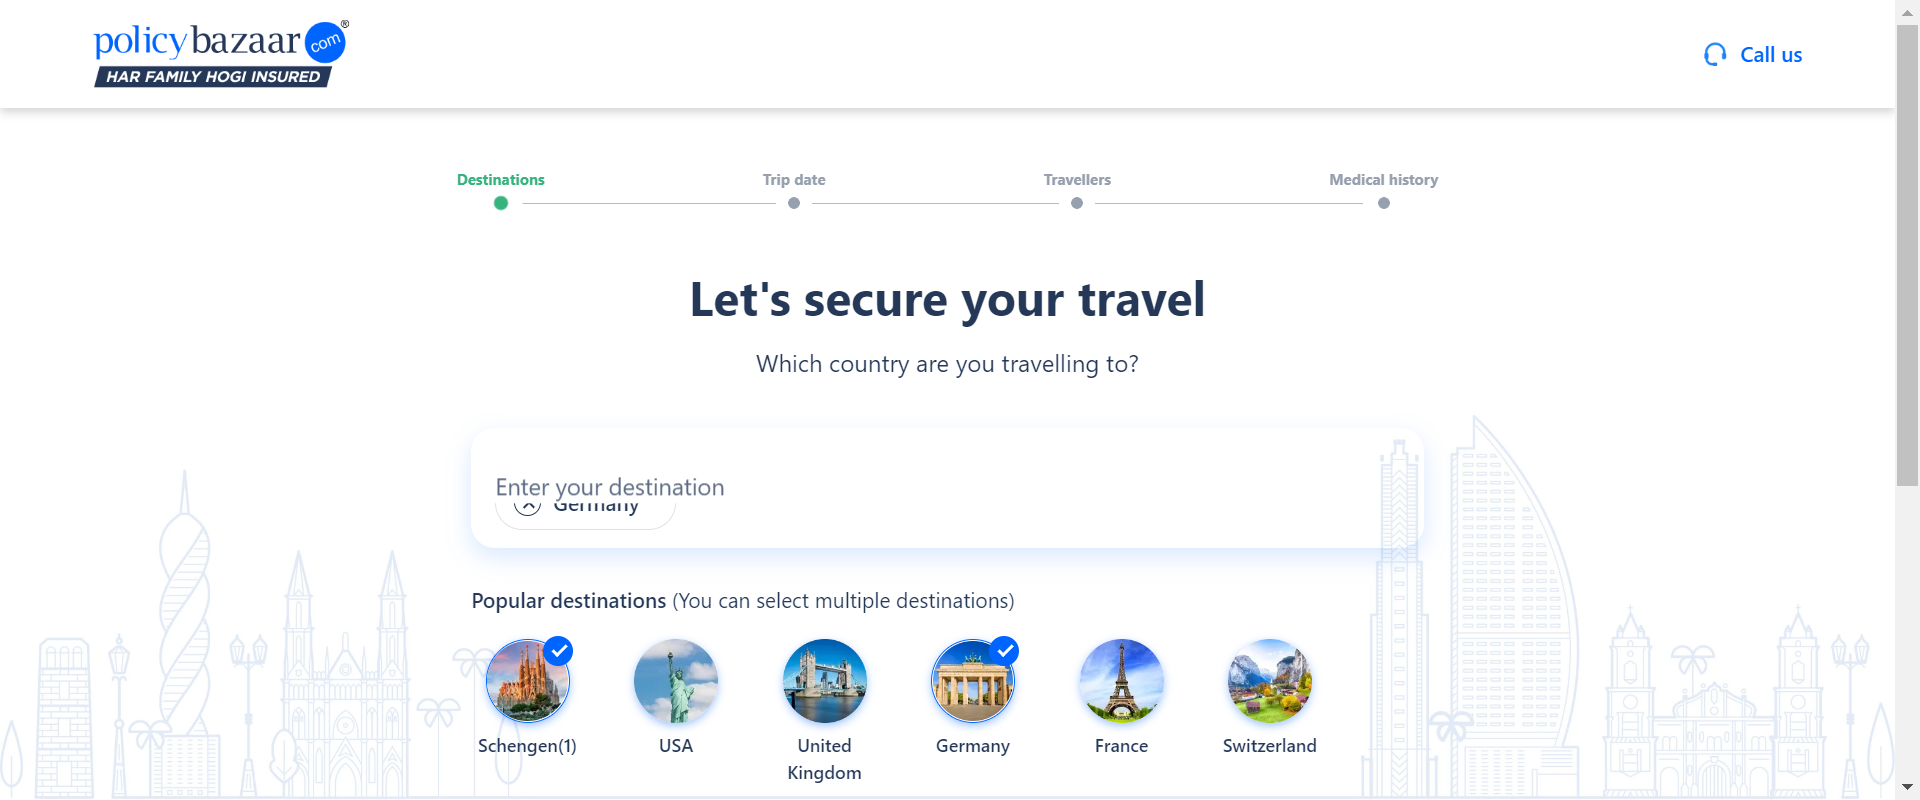 policybazaar com ®
HAR FAMILY HOGI INSURED
Call us
Destinations
Trip date
Travellers
Medical history
Let's secure your travel
Which country are you travelling to?
Enter your destination
Germany
Popular destinations (You can select multiple destinations)
Schengen(1)
USA
United
Kingdom
Germany
France
Switzerland